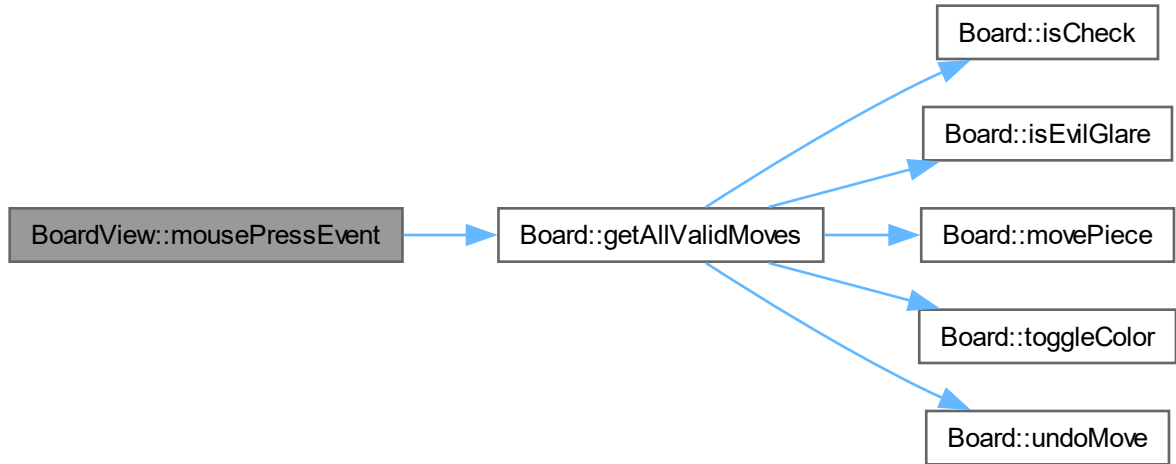 Board::isCheck
Board::isEvilGlare
BoardView::mousePressEvent
Board::getAllValidMoves
Board::movePiece
Board::toggleColor
Board::undoMove